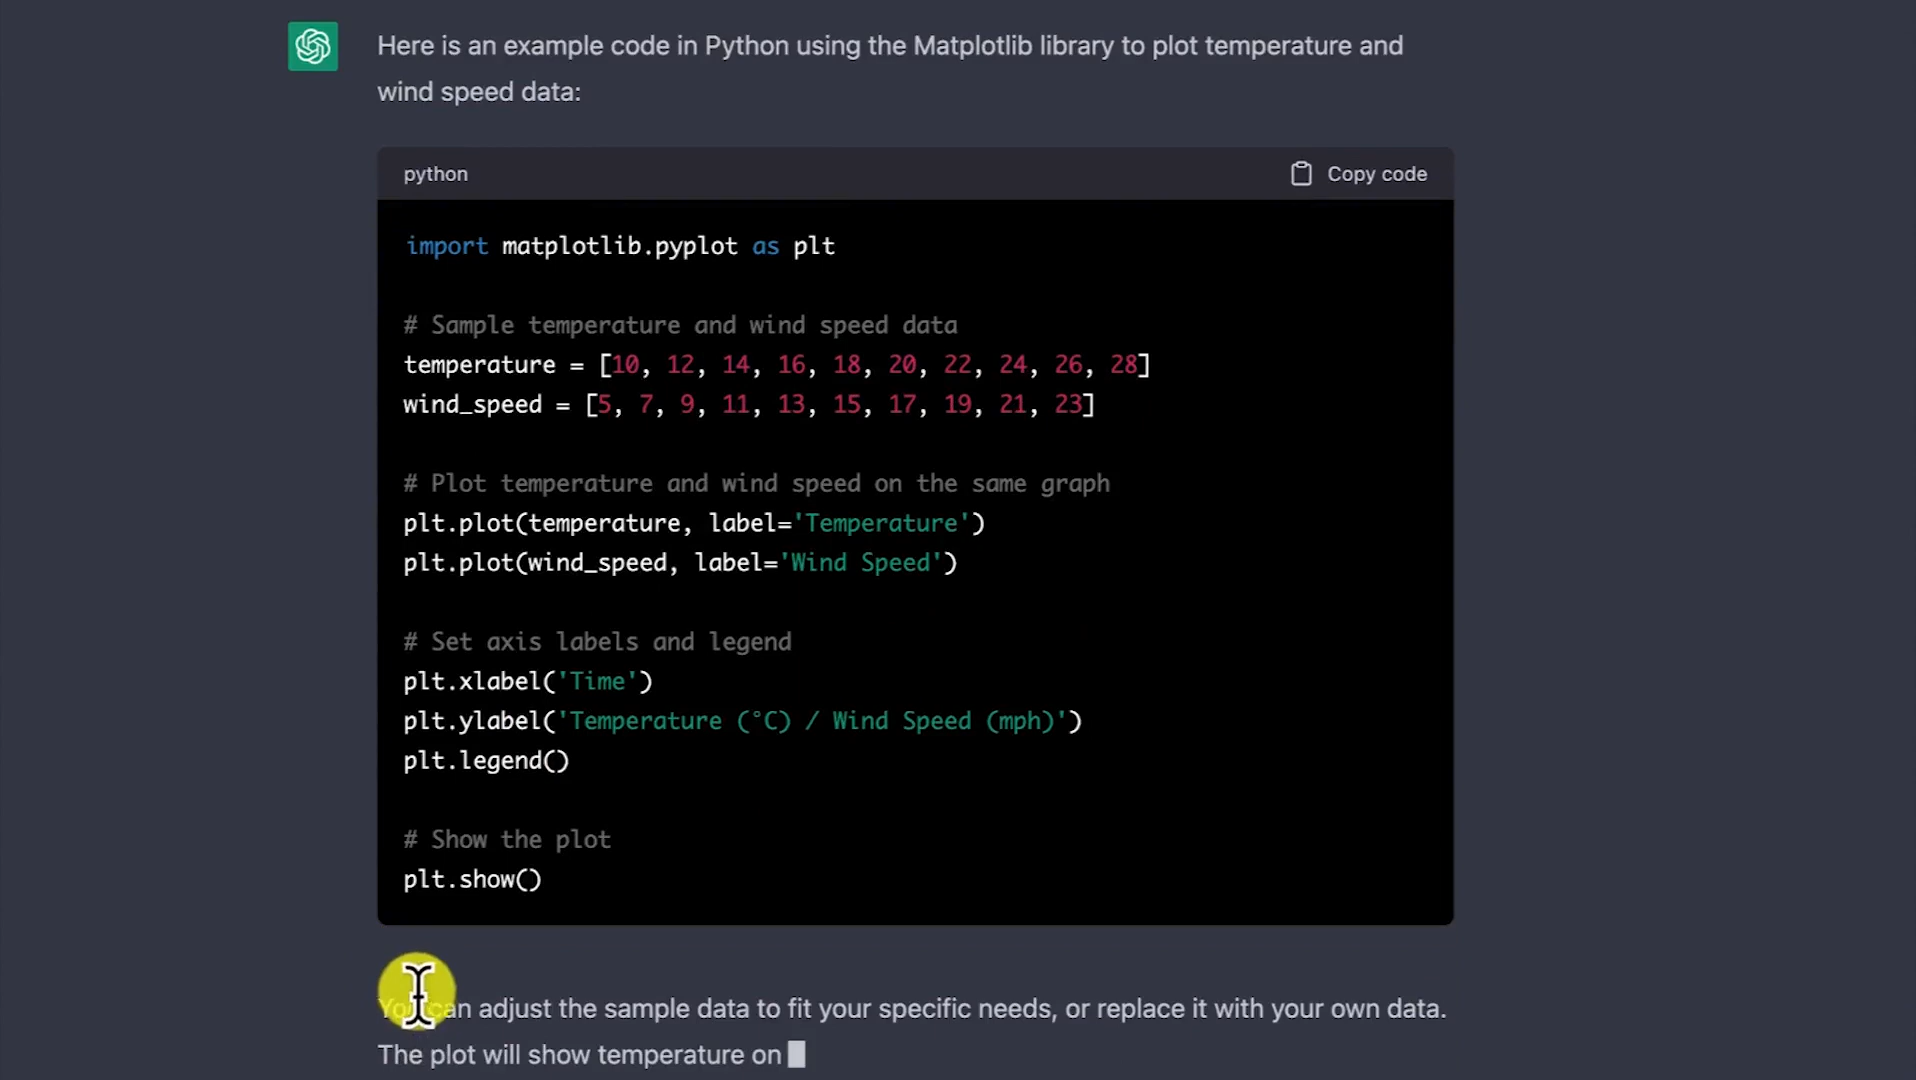 Here is an example code in Python using the Matplotlib library to plot temperature and
wind speed data:
python
Copy code
import matplotlib.pyplot as plt
# Sample temperature and wind speed data
temperature = [10, 12, 14, 16, 18, 20, 22, 24, 26, 28]
wind_speed = [5, 7, 9, 11, 13, 15, 17, 19, 21, 23]
# Plot temperature and wind speed on the same graph
plt.plot(temperature, label='Temperature')
plt.plot(wind_speed, label='Wind Speed')
# Set axis labels and legend
plt.xlabel('Time')
plt.ylabel('Temperature (°C) / Wind Speed (mph)')
plt.legend()
# Show the plot
plt.show()
You can adjust the sample data to fit your specific needs, or replace it with your own data.
The plot will show temperature on